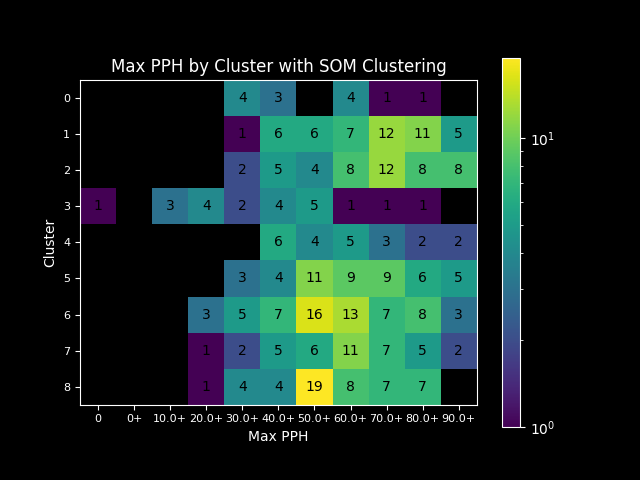 Max PPH by Cluster with SOM Clustering
0 4 3 4 1 1
1 1 6 6 7 12 11 5
2 2 5 4 8 12 8 8
3 1 3 4 2 4 5 1 1 1
4 6 4 5 3 2 2
5 3 4 11 9 9 6 5
6 3 5 7 16 13 7 8 3
7 1 2 5 6 11 7 5 2
8 1 4 4 19 8 7 7
0 0+ 10.0+ 20.0+ 30.0+ 40.0+ 50.0+ 60.0+ 70.0+ 80.0+ 90.0+
Max PPH
Cluster
10¹
10⁰